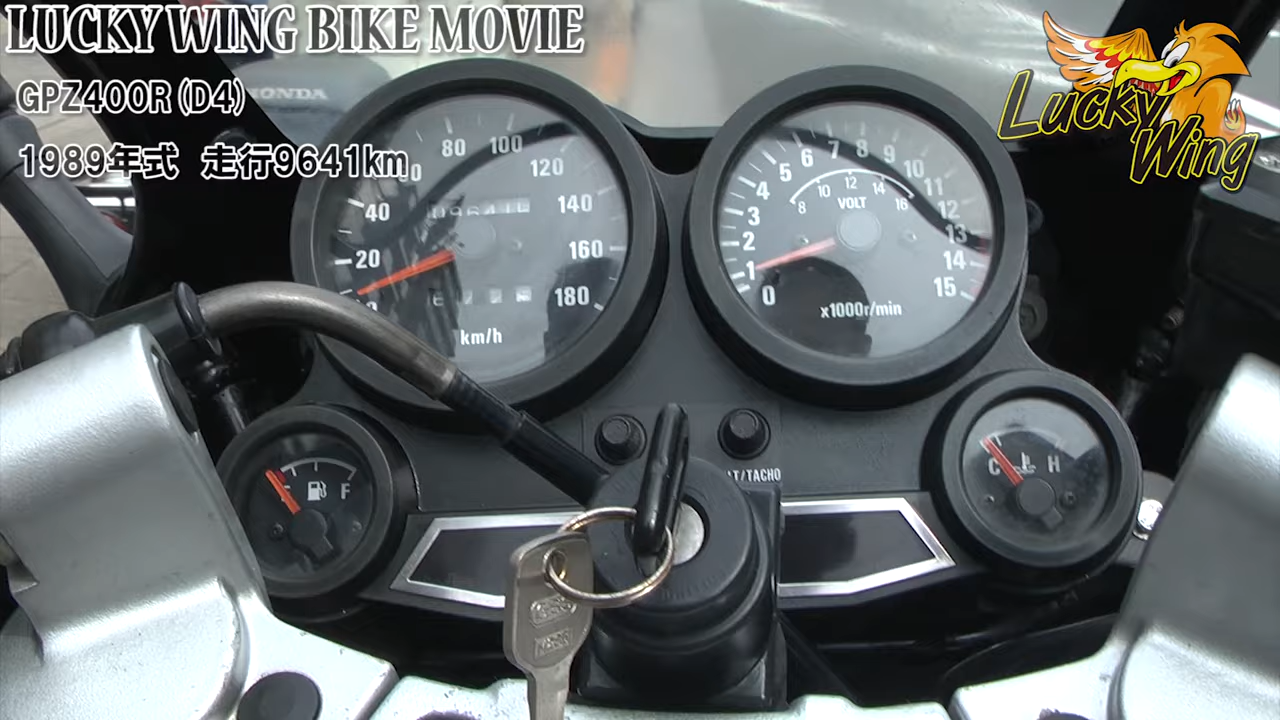 LUCKY WING BIKE MOVIE
GPZ400R(D4)
1989年式 走行9641km
Lucky
Wing
HONDA
20
40
80
100
120
140
160
180
km/h
0
1
2
3
4
5
6
7
8
9
10
11
12
13
14
15
8
10
12
14
16
VOLT
x1000r/min
F
C
H
T/TACHO